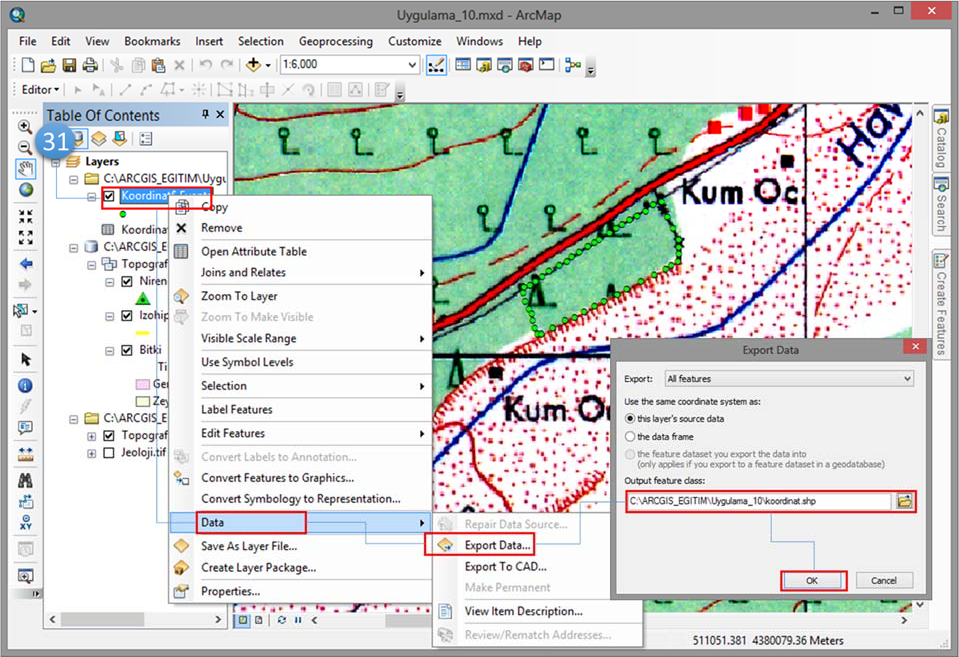 Uygulama_10.mxd - ArcMap
File Edit View Bookmarks Insert Selection Geoprocessing Customize Windows Help
1:6,000
Editor
Table Of Contents
31
Layers
C:\ARCGIS_EGITIM\Uygu
Koordinat
Koordinat
C:\ARCGIS_E
Topograf
Niren
Izohip
Bitki
Ti
Ger
Zey
C:\ARCGIS_E
Topograf
Jeoloji.tif
Copy
Remove
Open Attribute Table
Joins and Relates
Zoom To Layer
Zoom To Make Visible
Visible Scale Range
Use Symbol Levels
Selection
Label Features
Edit Features
Convert Labels to Annotation...
Convert Features to Graphics...
Convert Symbology to Representation...
Data
Save As Layer File...
Create Layer Package...
Properties...
Repair Data Source...
Export Data...
Export To CAD...
Make Permanent
View Item Description...
Review/Rematch Addresses...
Kum Oc.
Kum O
Hav
Catalog
Search
Create Features
Export Data
Export: All features
Use the same coordinate system as:
this layer's source data
the data frame
the feature dataset you export the data into
(only applies if you export to a feature dataset in a geodatabase)
Output feature class:
C:\ARCGIS_EGITIM\Uygulama_10\koordinat.shp
OK Cancel
511051.381 4380079.36 Meters